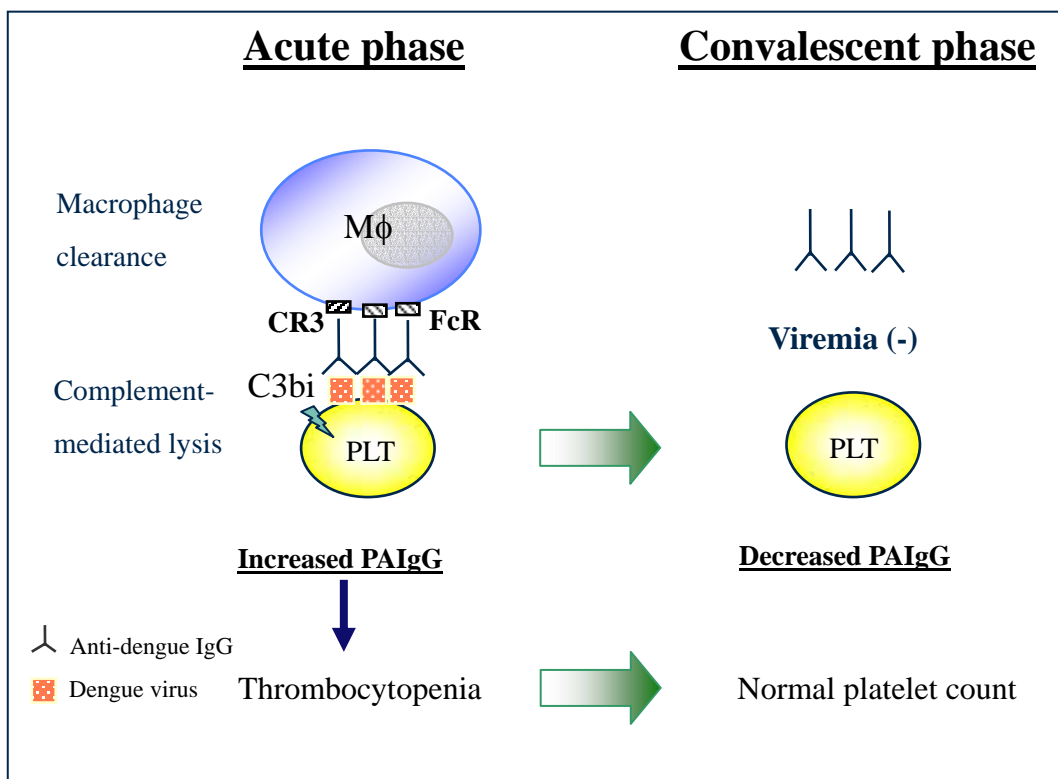 Acute phase
Convalescent phase
Macrophage
clearance
Mϕ
CR3
FcR
Viremia (-)
Complement-
mediated lysis
C3bi
PLT
PLT
Increased PAIgG
Decreased PAIgG
Anti-dengue IgG
Dengue virus
Thrombocytopenia
Normal platelet count